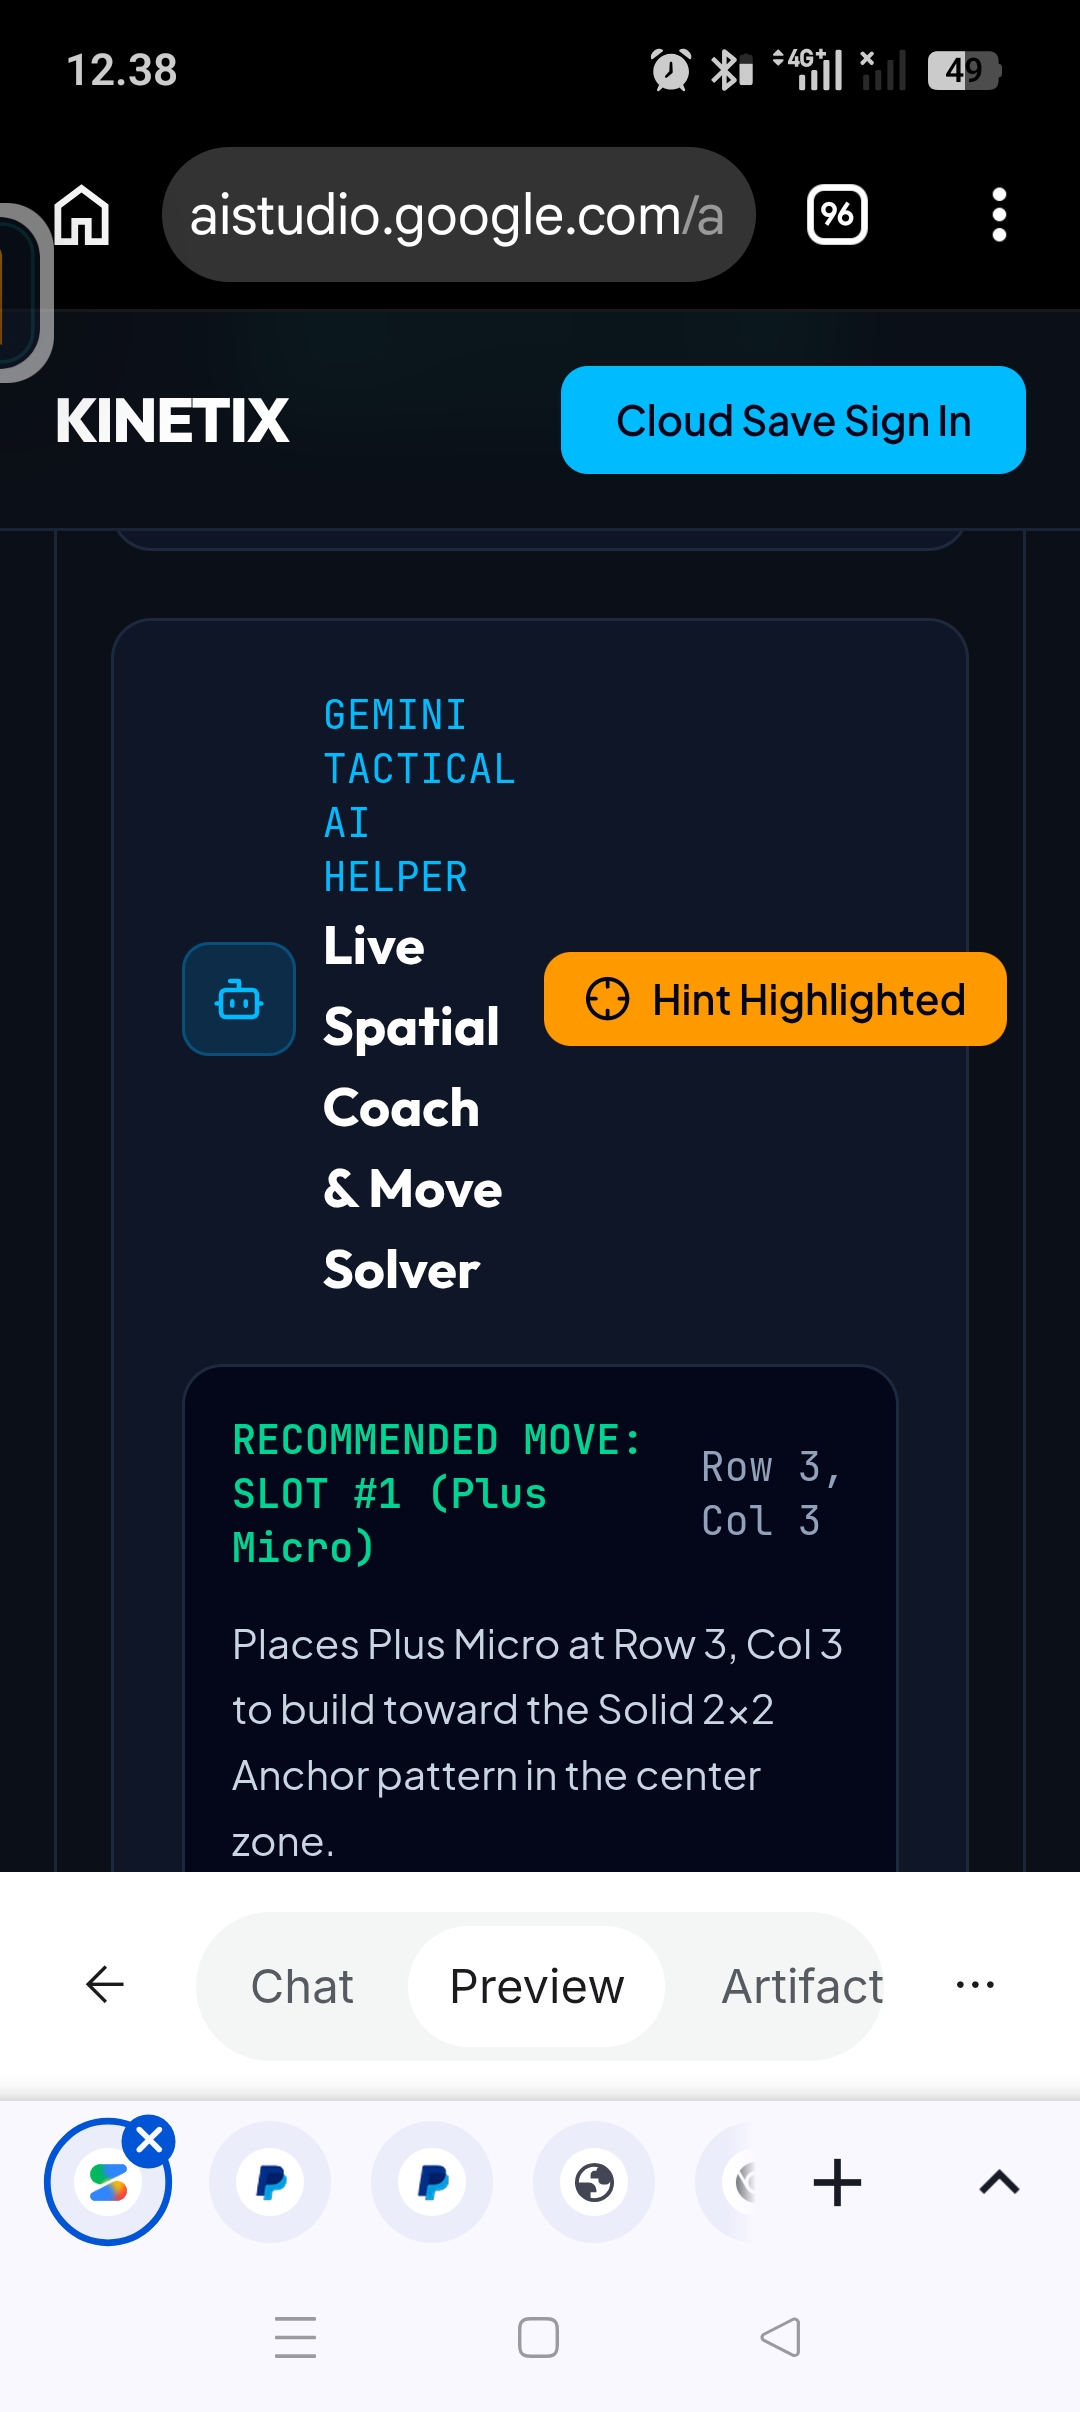 12.38
4G+
49
aistudio.google.com/a
96
KINETIX
Cloud Save Sign In
GEMINI
TACTICAL
AI
HELPER
Live
Spatial
Coach
& Move
Solver
Hint Highlighted
RECOMMENDED MOVE:
SLOT #1 (Plus
Micro)
Row 3,
Col 3
Places Plus Micro at Row 3, Col 3
to build toward the Solid 2×2
Anchor pattern in the center
zone.
Chat
Preview
Artifact